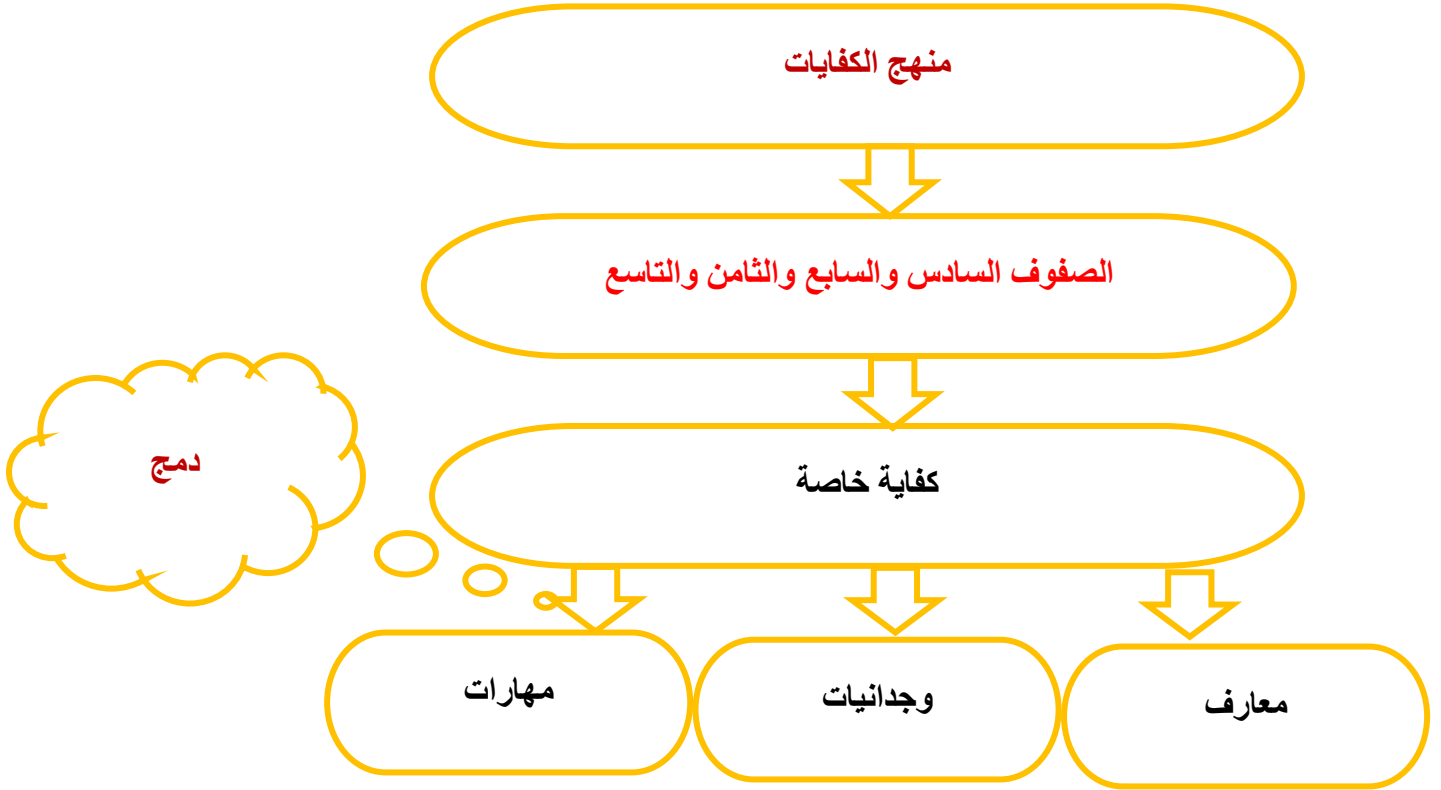 منهج الكفايات
الصفوف السادس والسابع والثامن والتاسع
كفاية خاصة
دمج
معارف
وجدانيات
مهارات